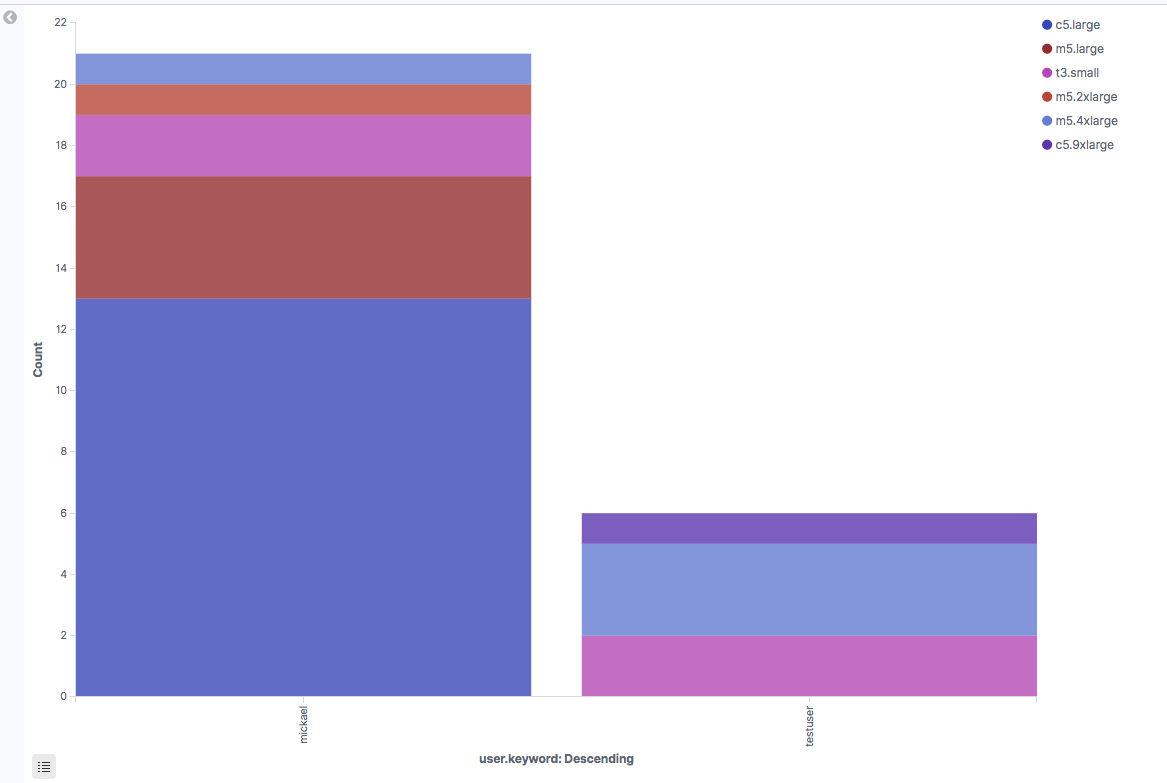 22
20
18
16
14
12
10
8
6
4
2
0
Count
mickael
testuser
user.keyword: Descending
c5.large
m5.large
t3.small
m5.2xlarge
m5.4xlarge
c5.9xlarge